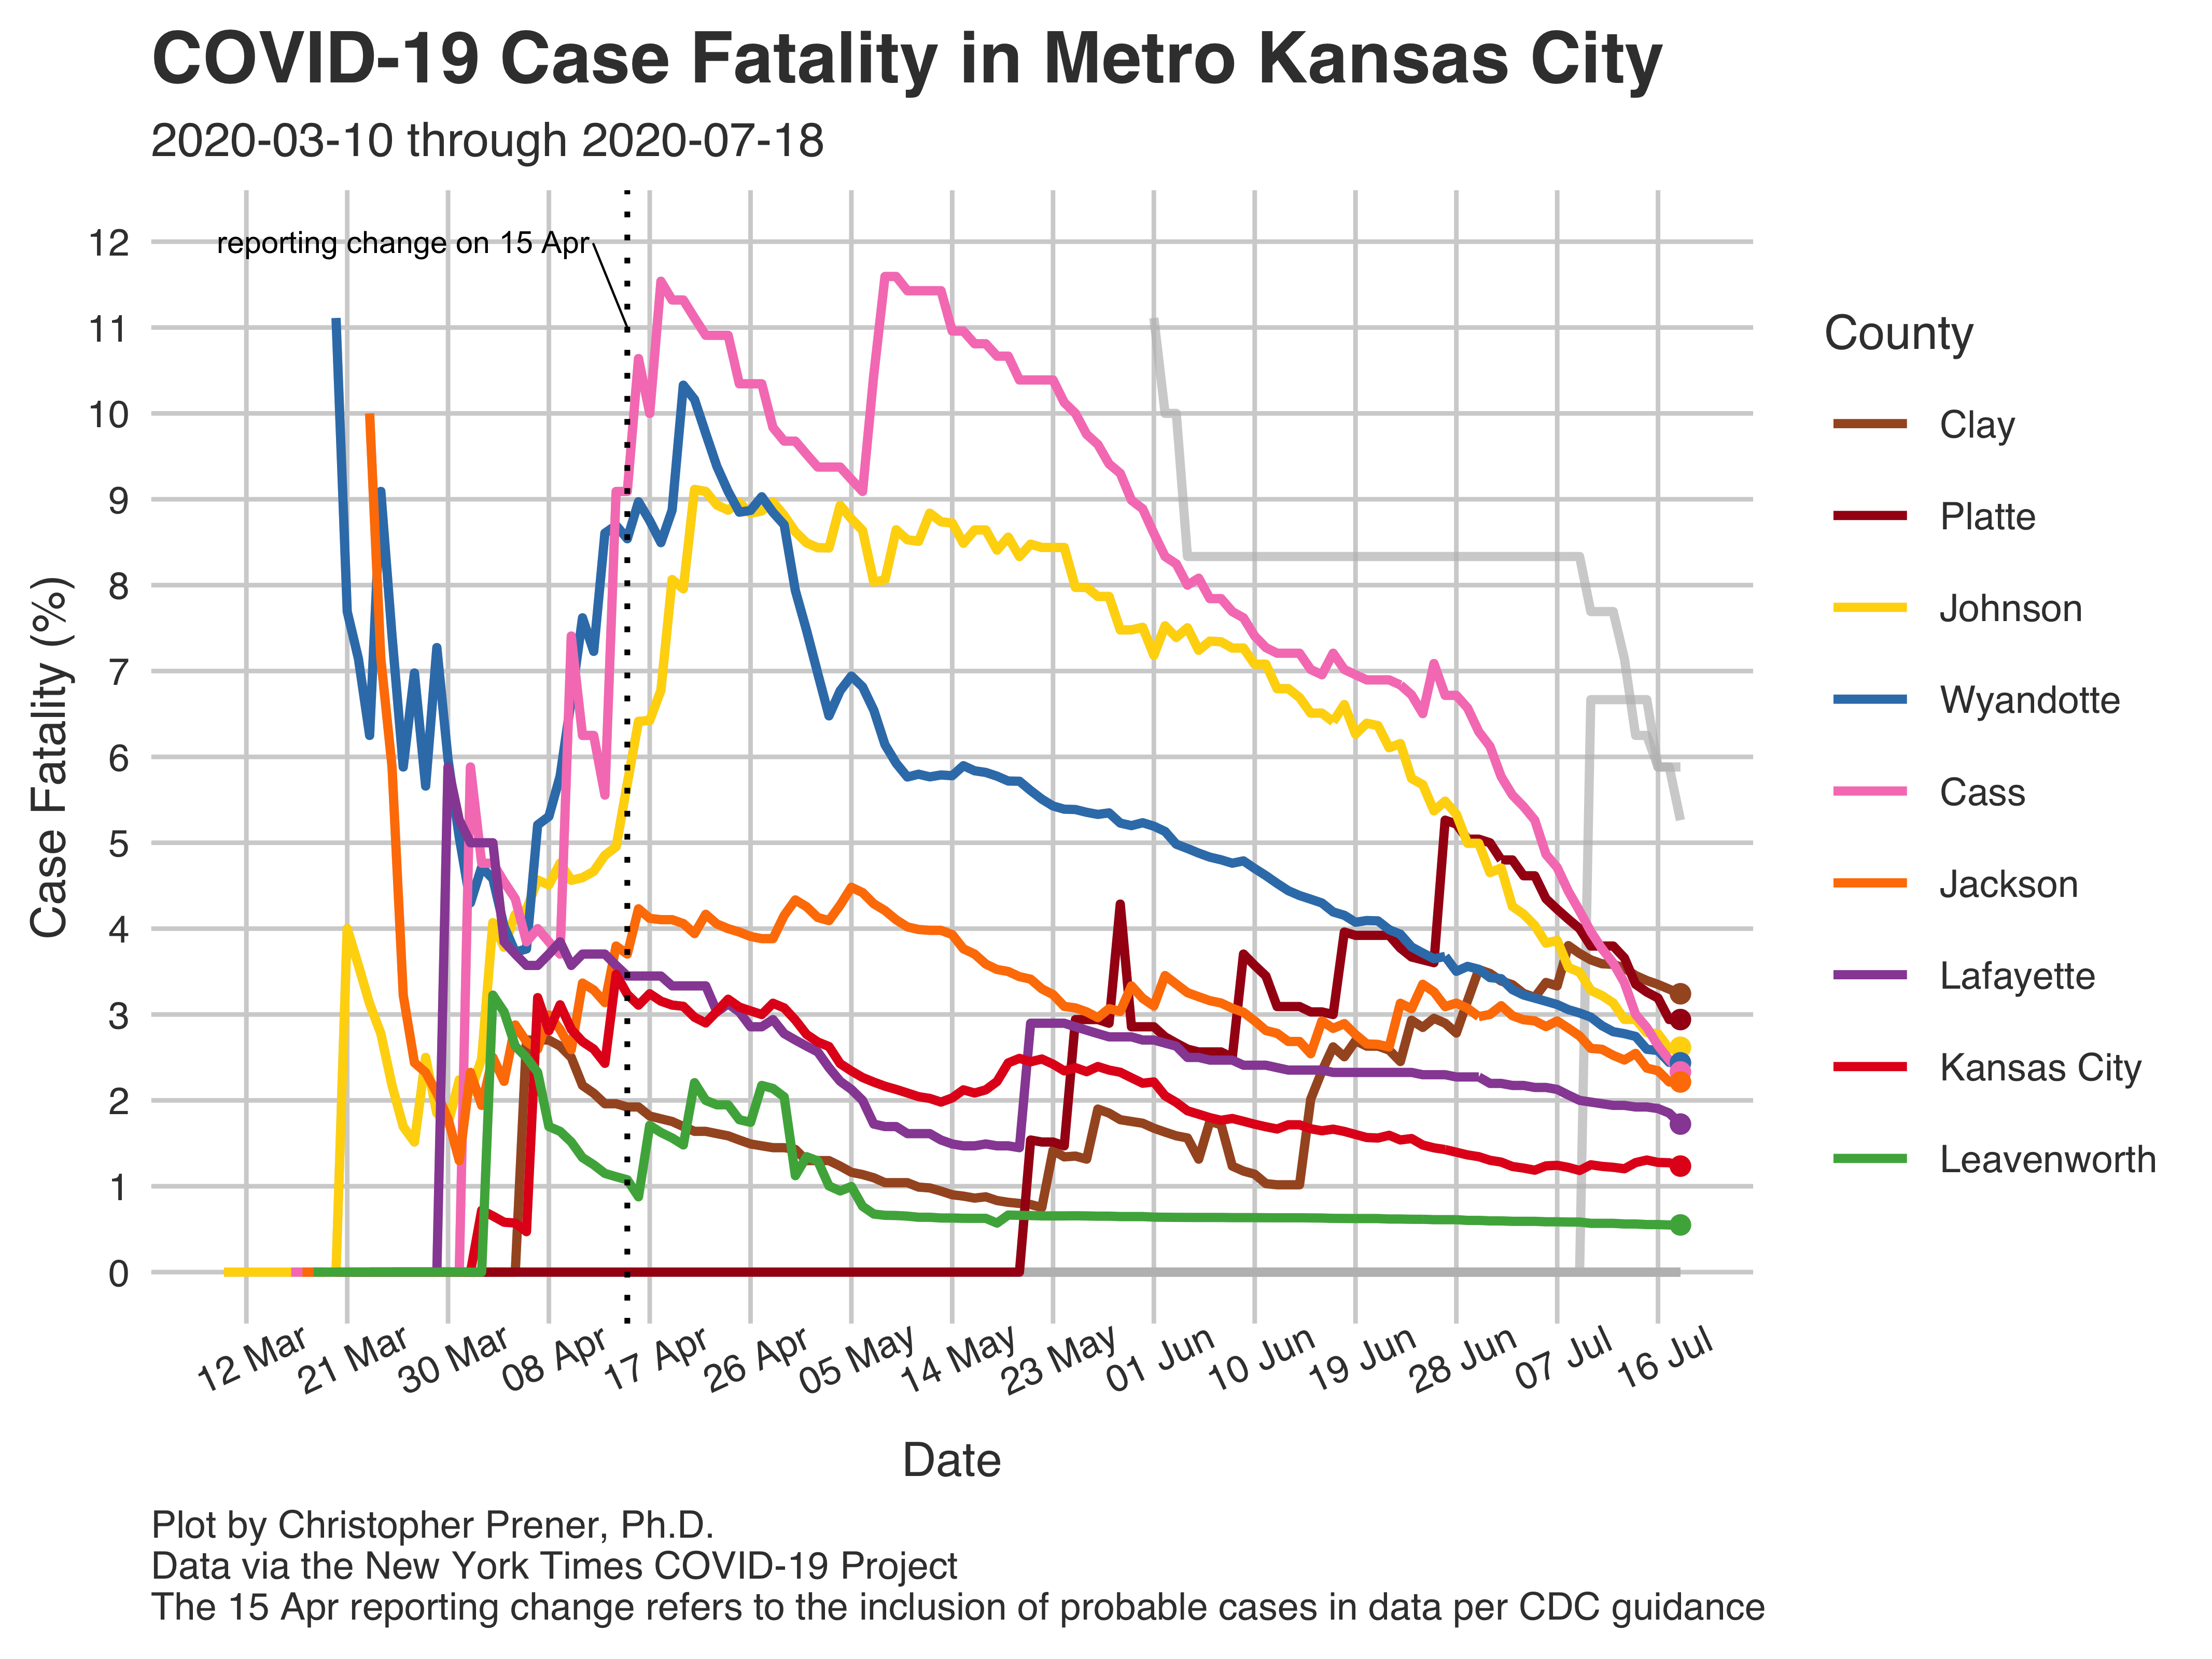 COVID-19 Case Fatality in Metro Kansas City
2020-03-10 through 2020-07-18
reporting change on 15 Apr
12
11
10
9
8
7
6
5
4
3
2
1
0
Case Fatality (%)
12 Mar
21 Mar
30 Mar
08 Apr
17 Apr
26 Apr
05 May
14 May
23 May
01 Jun
10 Jun
19 Jun
28 Jun
07 Jul
16 Jul
Date
County
Clay
Platte
Johnson
Wyandotte
Cass
Jackson
Lafayette
Kansas City
Leavenworth
Plot by Christopher Prener, Ph.D.
Data via the New York Times COVID-19 Project
The 15 Apr reporting change refers to the inclusion of probable cases in data per CDC guidance